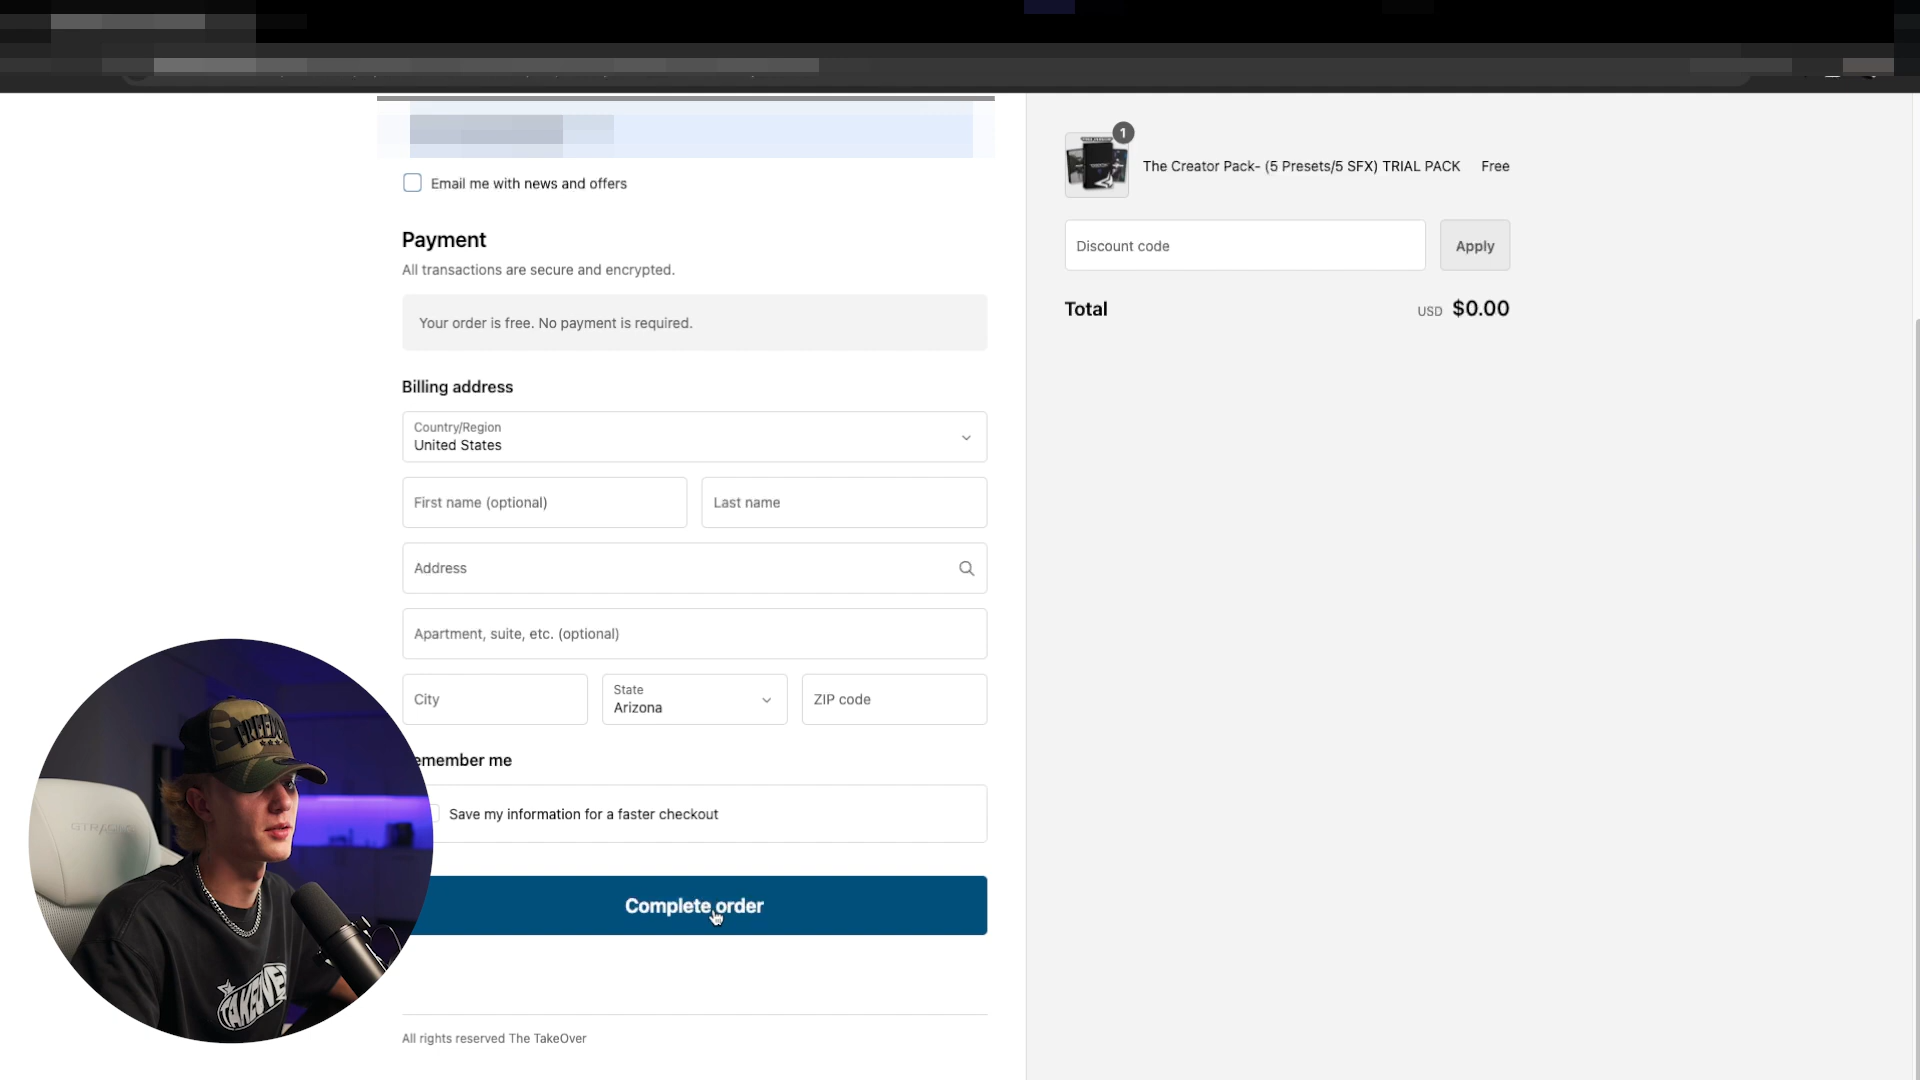 Email me with news and offers
Payment
All transactions are secure and encrypted.
Your order is free. No payment is required.
Billing address
Country/Region
United States
First name (optional)
Last name
Address
Apartment, suite, etc. (optional)
City
State
Arizona
ZIP code
emember me
Save my information for a faster checkout
Complete order
All rights reserved The TakeOver
1
The Creator Pack- (5 Presets/5 SFX) TRIAL PACK
Free
Discount code
Apply
Total
USD $0.00